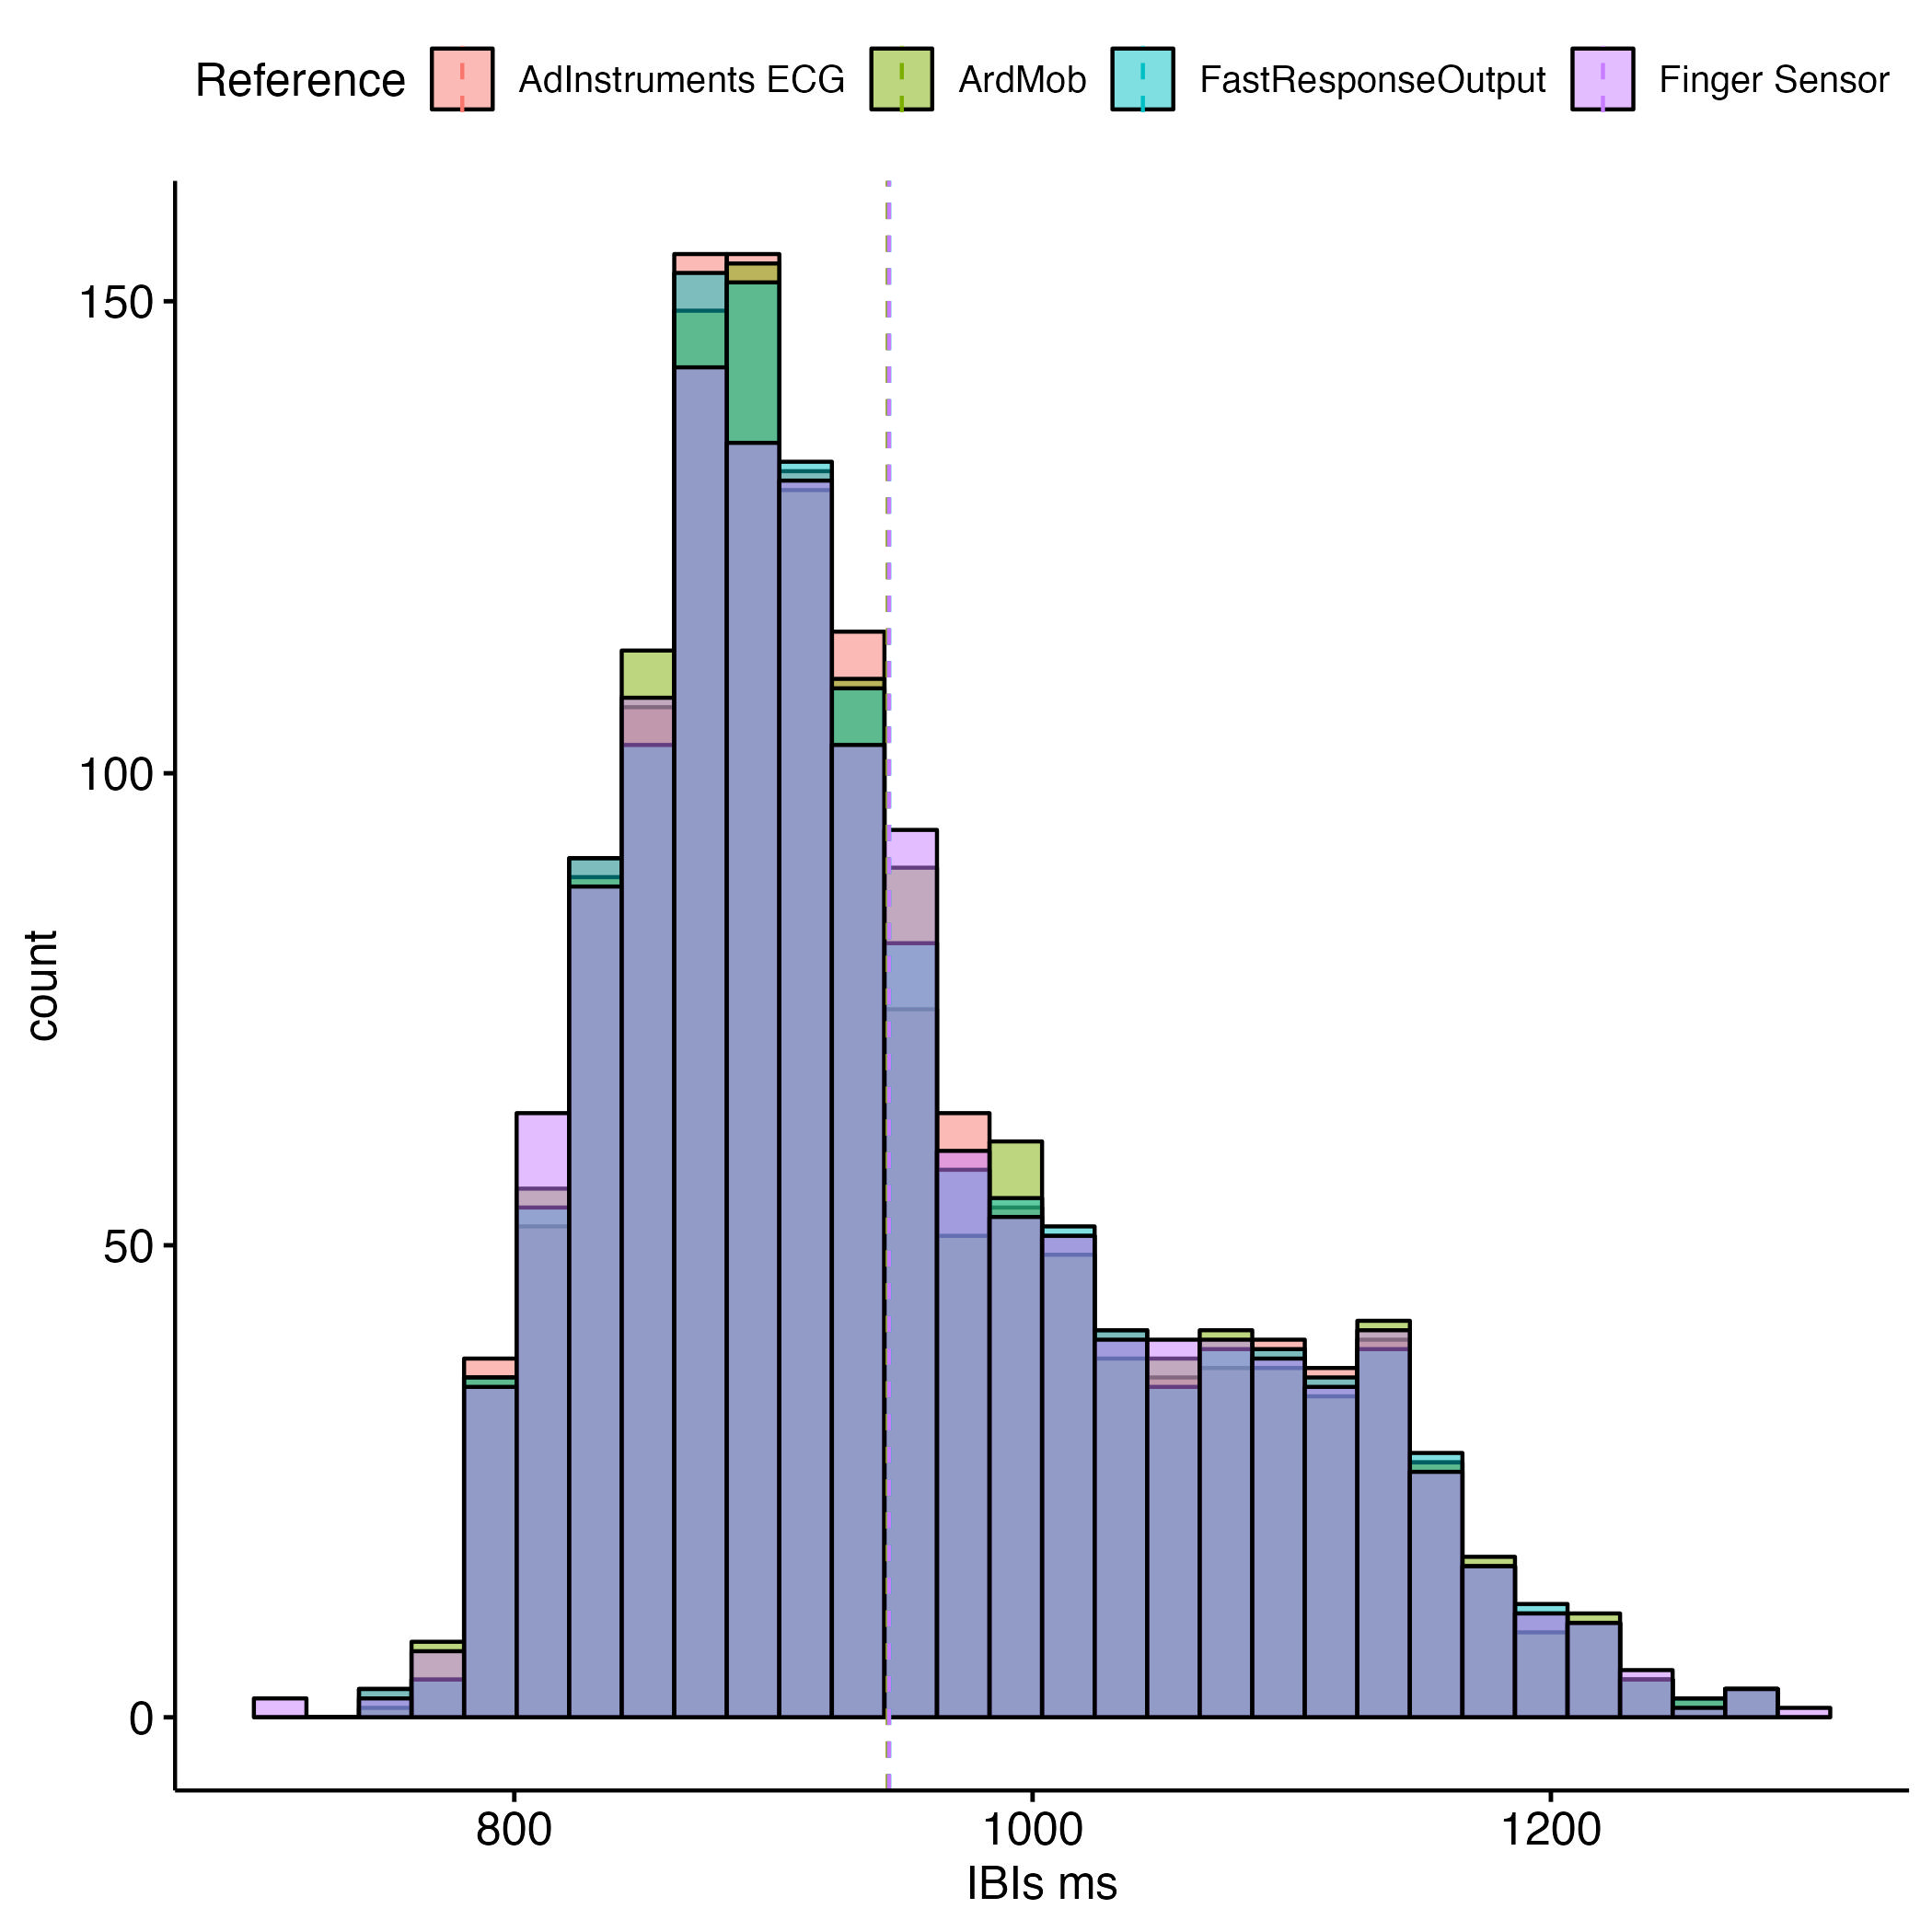 Reference AdInstruments ECG ArdMob FastResponseOutput Finger Sensor
150
100
50
0
count
800 1000 1200
IBIs ms